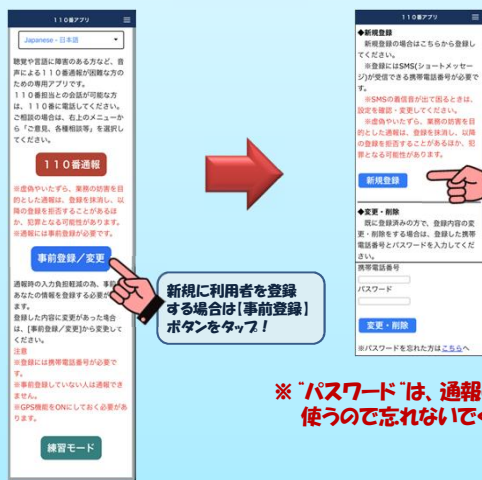 110番アプリ
Japanese - 日本語
聴覚や言語に障害のある方など、音
声による110番通報が困難な方の
ための専用アプリです。
110番担当との会話が可能な方
は、110番に電話してください。
ご相談の場合は、右上のメニューか
ら「ご意見、各種相談等」を選択し
てください。
110番通報
※虚偽やいたずら、業務の妨害を目
的とした通報は、登録を抹消し、以
降の登録を拒否することがあるほ
か、犯罪となる可能性があります。
※通報には事前登録が必要です。
事前登録／変更
通報時の入力負担軽減の為、事前
あなたの情報を登録する必要が
ます。
登録した内容に変更があった場合
は、[事前登録／変更]から変更して
ください。
注意
※登録には携帯電話番号が必要で
す。
※事前登録していない人は通報でき
ません。
※GPS機能をONにしておく必要があ
ります。
練習モード
新規に利用者を登録
する場合は【事前登録】
ボタンをタップ！
110番アプリ
◆新規登録
新規登録の場合はこちらから登録し
てください。
※登録にはSMS(ショートメッセー
ジ)が受信できる携帯電話番号が必要で
す。
※SMSの着信音が出て困るときは、
設定を確認・変更してください。
※虚偽やいたずら、業務の妨害を目
的とした通報は、登録を抹消し、以降
の登録を拒否することがあるほか、犯
罪となる可能性があります。
新規登録
◆変更・削除
既に登録済みの方で、登録内容の変
更・削除をする場合は、登録した携帯
電話番号とパスワードを入力してくだ
さい。
携帯電話番号
パスワード
変更・削除
※パスワードを忘れた方はこちらへ
※“パスワード“は、通報
使うので忘れないで